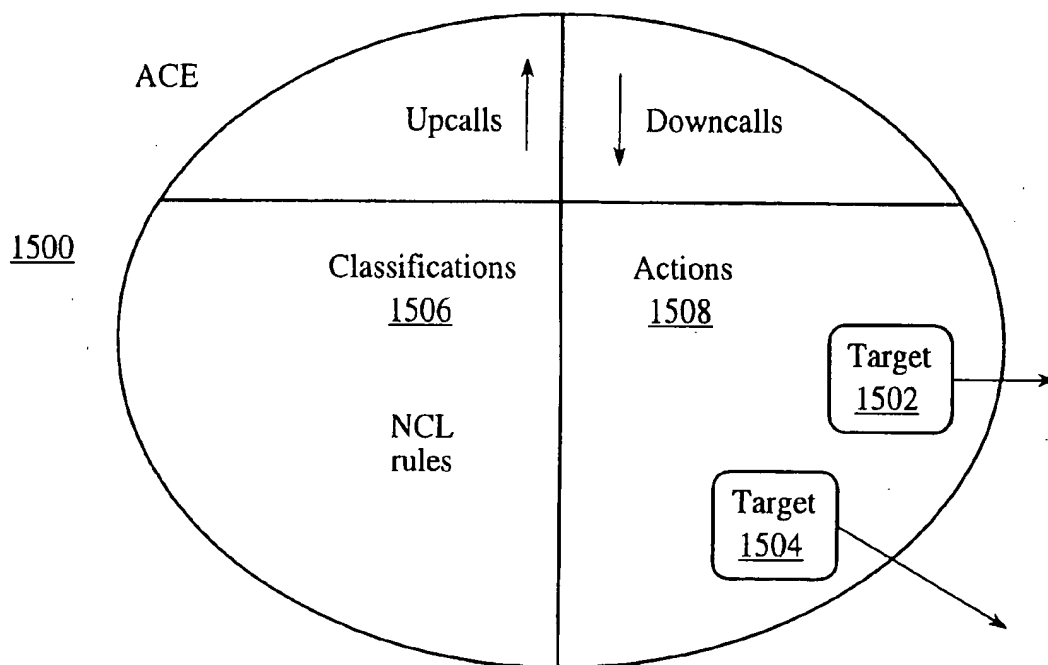 ACE
Upcalls
Downcalls
1500
Classifications
1506
Actions
1508
Target
1502
NCL
rules
Target
1504